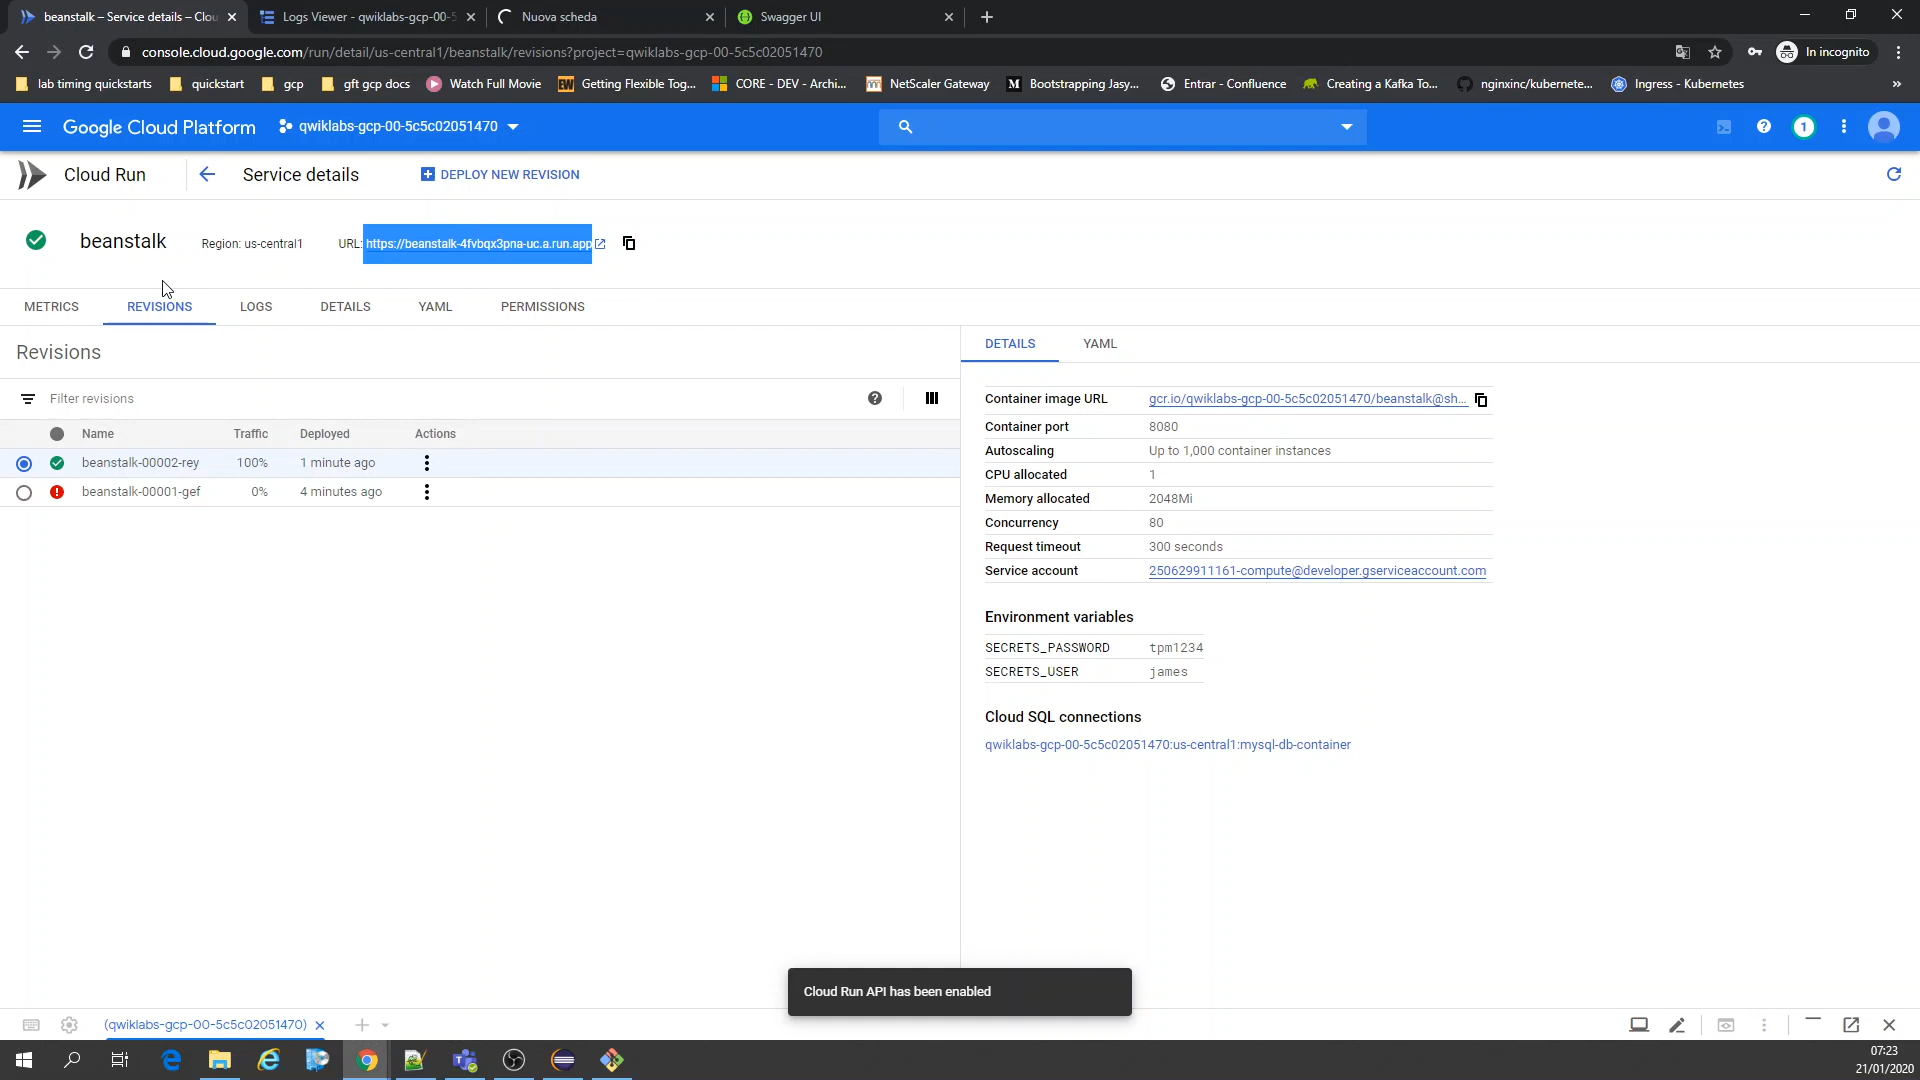 beanstalk – Service details – Clou
Logs Viewer - qwiklabs-gcp-00-5
Nuova scheda
Swagger UI
console.cloud.google.com/run/detail/us-central1/beanstalk/revisions?project=qwiklabs-gcp-00-5c5c02051470
In incognito
lab timing quickstarts
quickstart
gcp
gft gcp docs
Watch Full Movie
Getting Flexible Tog...
CORE - DEV - Archi...
NetScaler Gateway
Bootstrapping Jasy...
Entrar - Confluence
Creating a Kafka To...
nginxinc/kubernete...
Ingress - Kubernetes
»
Google Cloud Platform
qwiklabs-gcp-00-5c5c02051470
1
Cloud Run
Service details
DEPLOY NEW REVISION
beanstalk
Region: us-central1
URL: https://beanstalk-4fvbqx3pna-uc.a.run.app
METRICS
REVISIONS
LOGS
DETAILS
YAML
PERMISSIONS
Revisions
Filter revisions
Name Traffic Deployed Actions
beanstalk-00002-rey 100% 1 minute ago
beanstalk-00001-gef 0% 4 minutes ago
DETAILS
YAML
Container image URL gcr.io/qwiklabs-gcp-00-5c5c02051470/beanstalk@sh...
Container port 8080
Autoscaling Up to 1,000 container instances
CPU allocated 1
Memory allocated 2048Mi
Concurrency 80
Request timeout 300 seconds
Service account 250629911161-compute@developer.gserviceaccount.com
Environment variables
SECRETS_PASSWORD tpm1234
SECRETS_USER james
Cloud SQL connections
qwiklabs-gcp-00-5c5c02051470:us-central1:mysql-db-container
Cloud Run API has been enabled
(qwiklabs-gcp-00-5c5c02051470)
07:23
21/01/2020